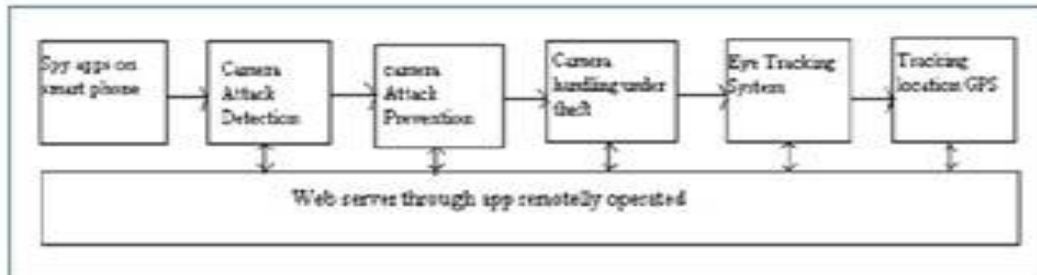 Spy apps on
smart phone
Camera
Attack
Detection
camera
Attack
Prevention
Camera
handling under
theft
Eye Tracking
System
Tracking
location/GPS
Web server through app remotelly operated